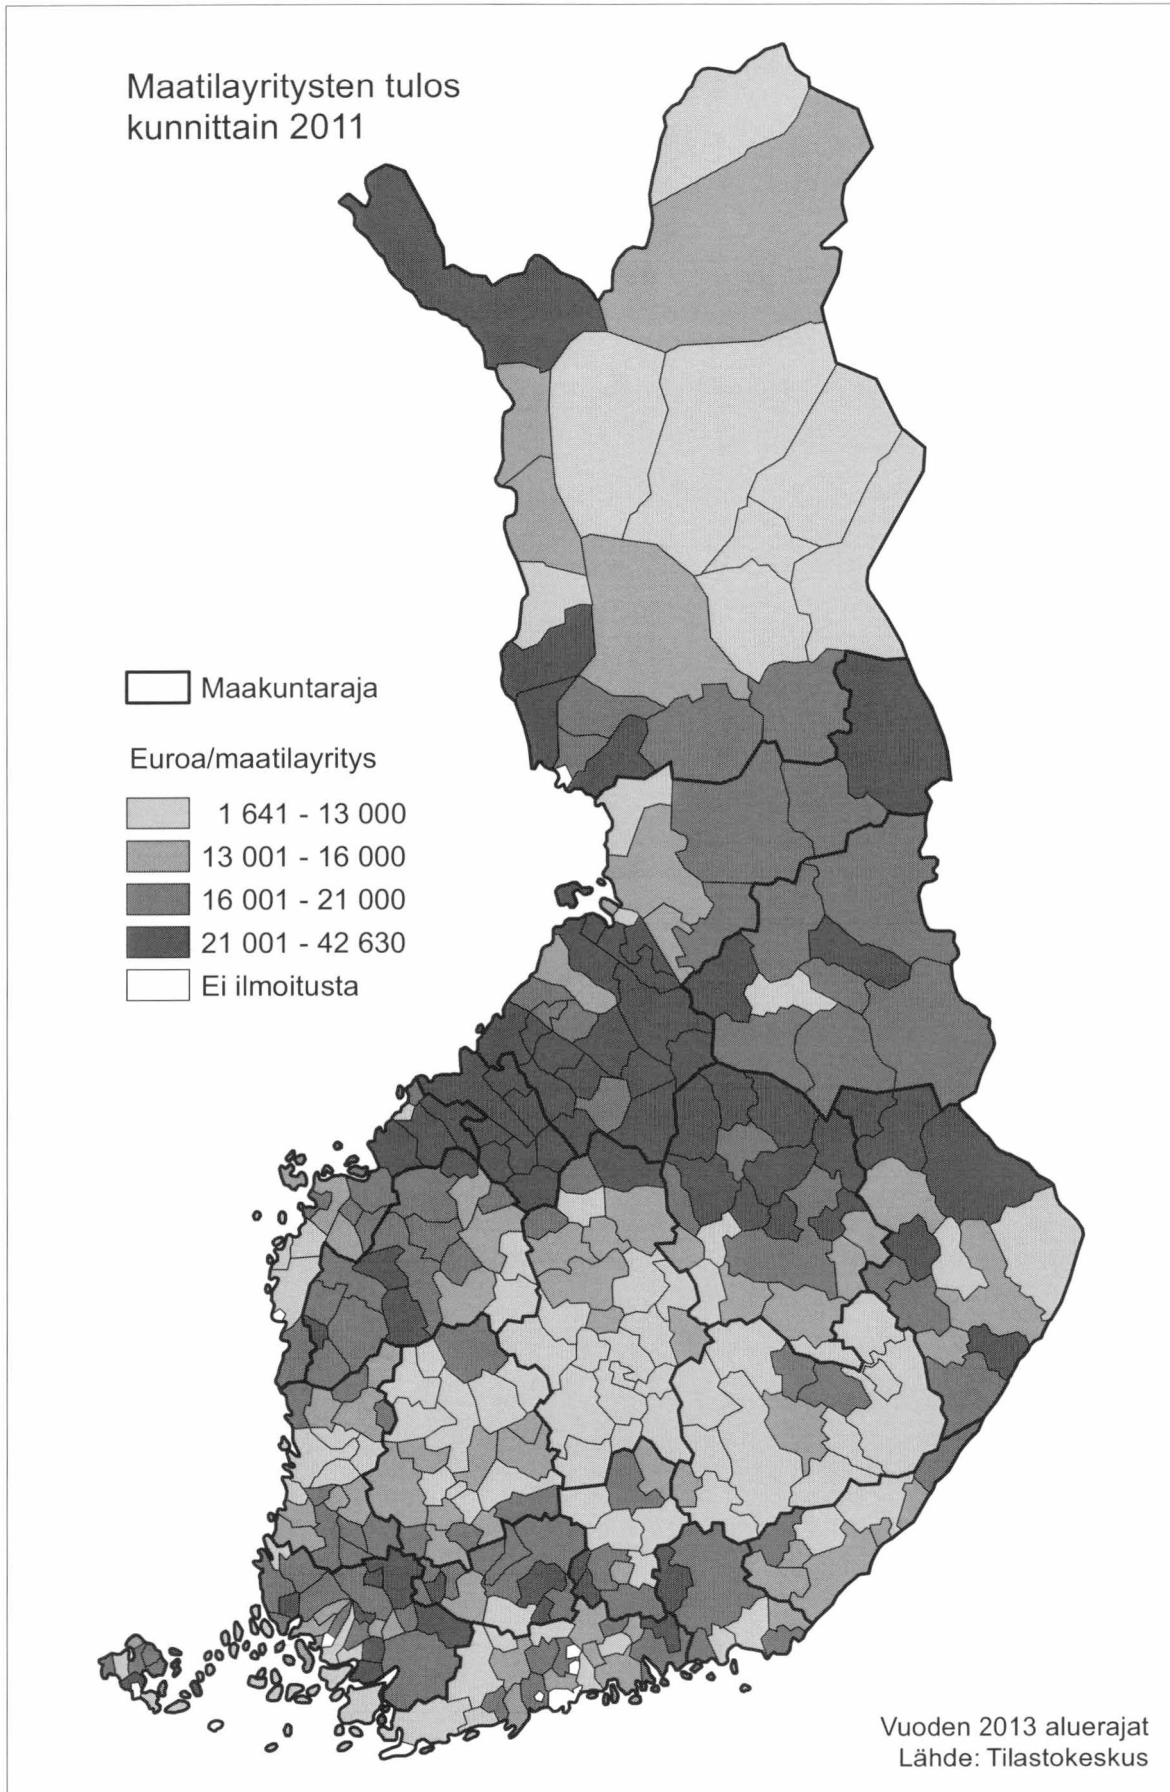 Maatilayritysten tulos
kunnittain 2011
Maakuntaraja
Euroa/maatilayritys
1 641 - 13 000
13 001 - 16 000
16 001 - 21 000
21 001 - 42 630
Ei ilmoitusta
Vuoden 2013 aluerajat
Lähde: Tilastokeskus